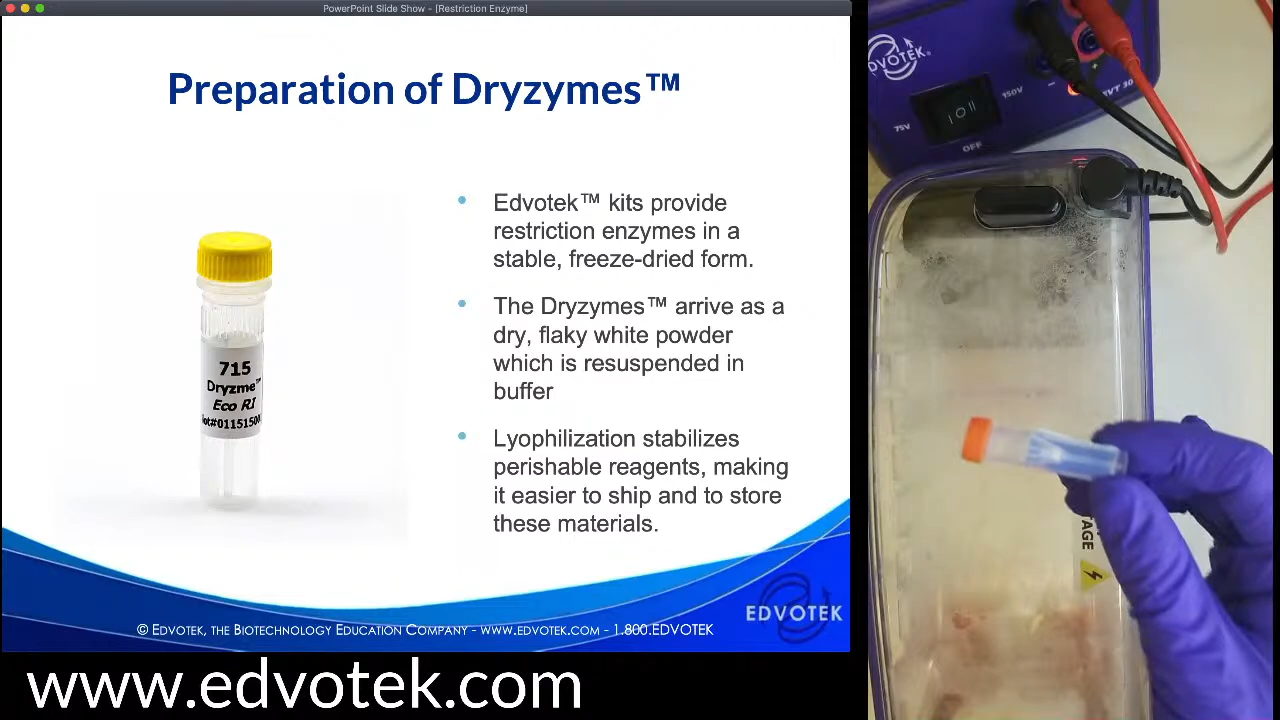 PowerPoint Slide Show - [Restriction Enzyme]
Preparation of Dryzymes™
Edvotek™ kits provide
restriction enzymes in a
stable, freeze-dried form.
The Dryzymes™ arrive as a
dry, flaky white powder
which is resuspended in
buffer
Lyophilization stabilizes
perishable reagents, making
it easier to ship and to store
these materials.
715
Dryzme™
Eco RI
EDVOTEK
© EDVOTEK, THE BIOTECHNOLOGY EDUCATION COMPANY - WWW.EDVOTEK.COM - 1.800.EDVOTEK
www.edvotek.com
EDVOTEK®
75V
150V
OFF
TAGE